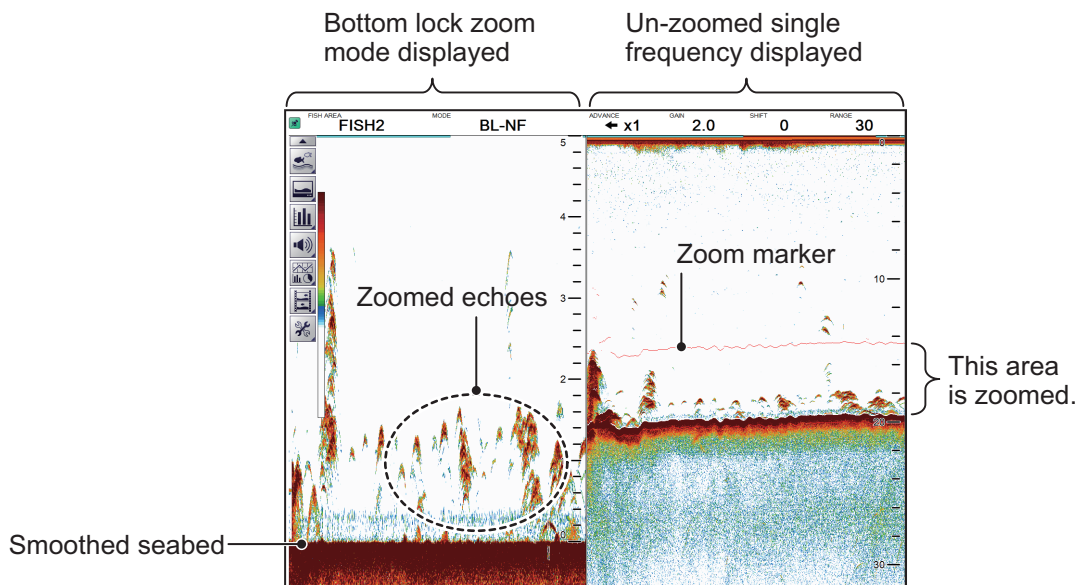 Bottom lock zoom
mode displayed
Un-zoomed single
frequency displayed
FISH AREA
FISH2
MODE
BL-NF
ADVANCE
x1
GAIN
2.0
SHIFT
0
RANGE
30
5
4
3
2
0
Zoomed echoes
Smoothed seabed
10
20
30
Zoom marker
This area
is zoomed.